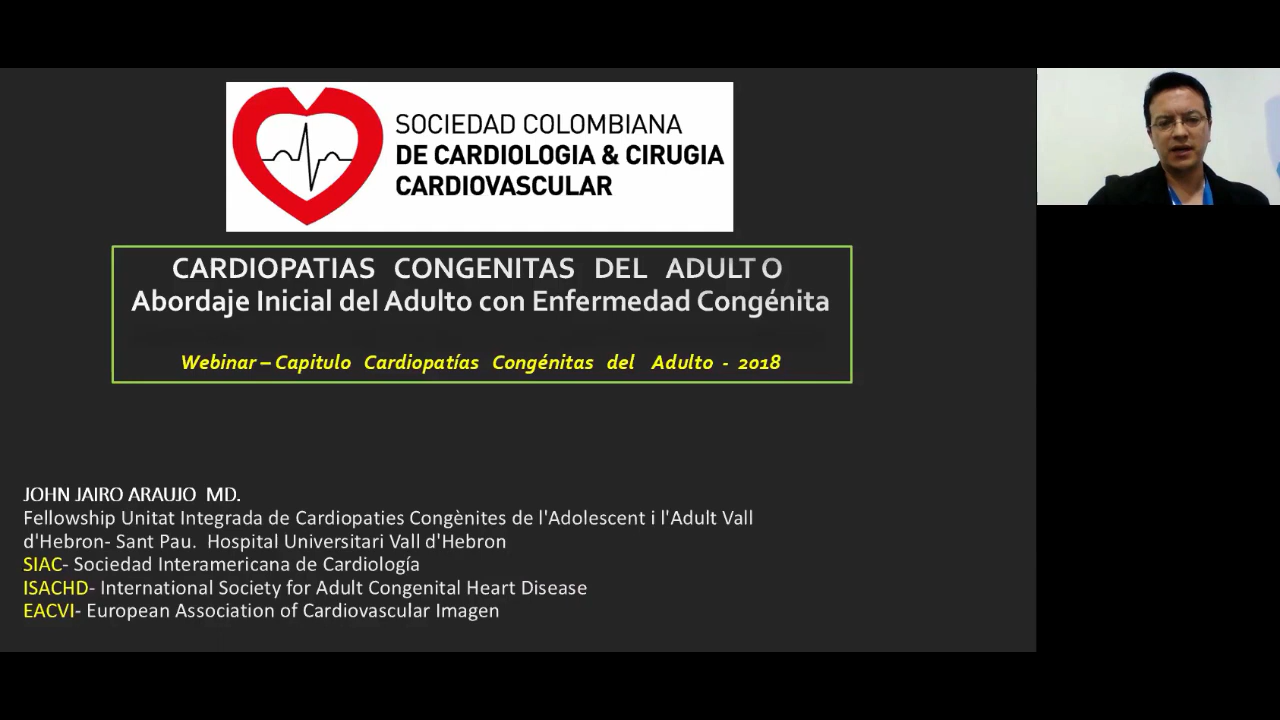 SOCIEDAD COLOMBIANA
DE CARDIOLOGIA & CIRUGIA
CARDIOVASCULAR
CARDIOPATIAS CONGENITAS DEL ADULTO
Abordaje Inicial del Adulto con Enfermedad Congénita
Webinar – Capitulo Cardiopatías Congénitas del Adulto - 2018
JOHN JAIRO ARAUJO MD.
Fellowship Unitat Integrada de Cardiopaties Congènites de l'Adolescent i l'Adult Vall
d'Hebron- Sant Pau. Hospital Universitari Vall d'Hebron
SIAC- Sociedad Interamericana de Cardiología
ISACHD- International Society for Adult Congenital Heart Disease
EACVI- European Association of Cardiovascular Imagen